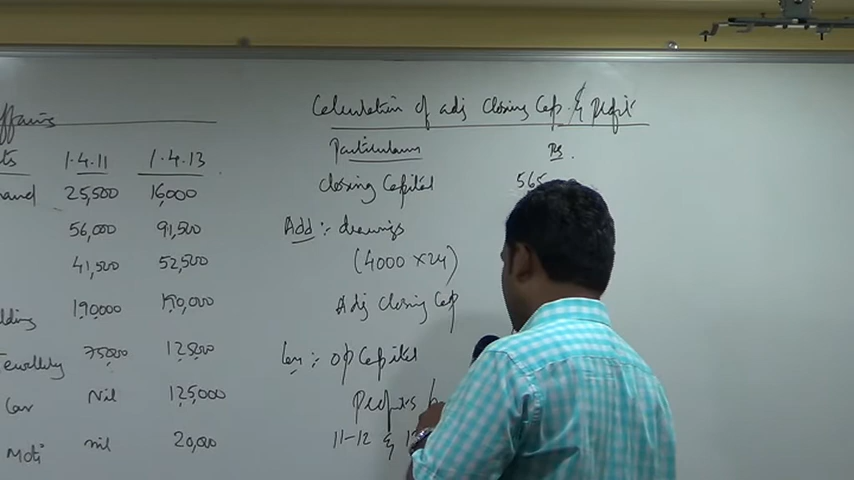 ffairs
ts 1.4.11 1.4.13
hand 25,500 16,000
56,000 91,500
41,500 52,500
lding 190000 190,000
Jewellery 75000 12500
Car Nil 125,000
Moti nil 20,000
Calculation of adj closing Cap. & Profit
Particulars Rs.
closing Capital 565
Add :- drawings
(4000 x 24)
Adj closing Cap
Less :- op Capital
Profits
11-12 & 1